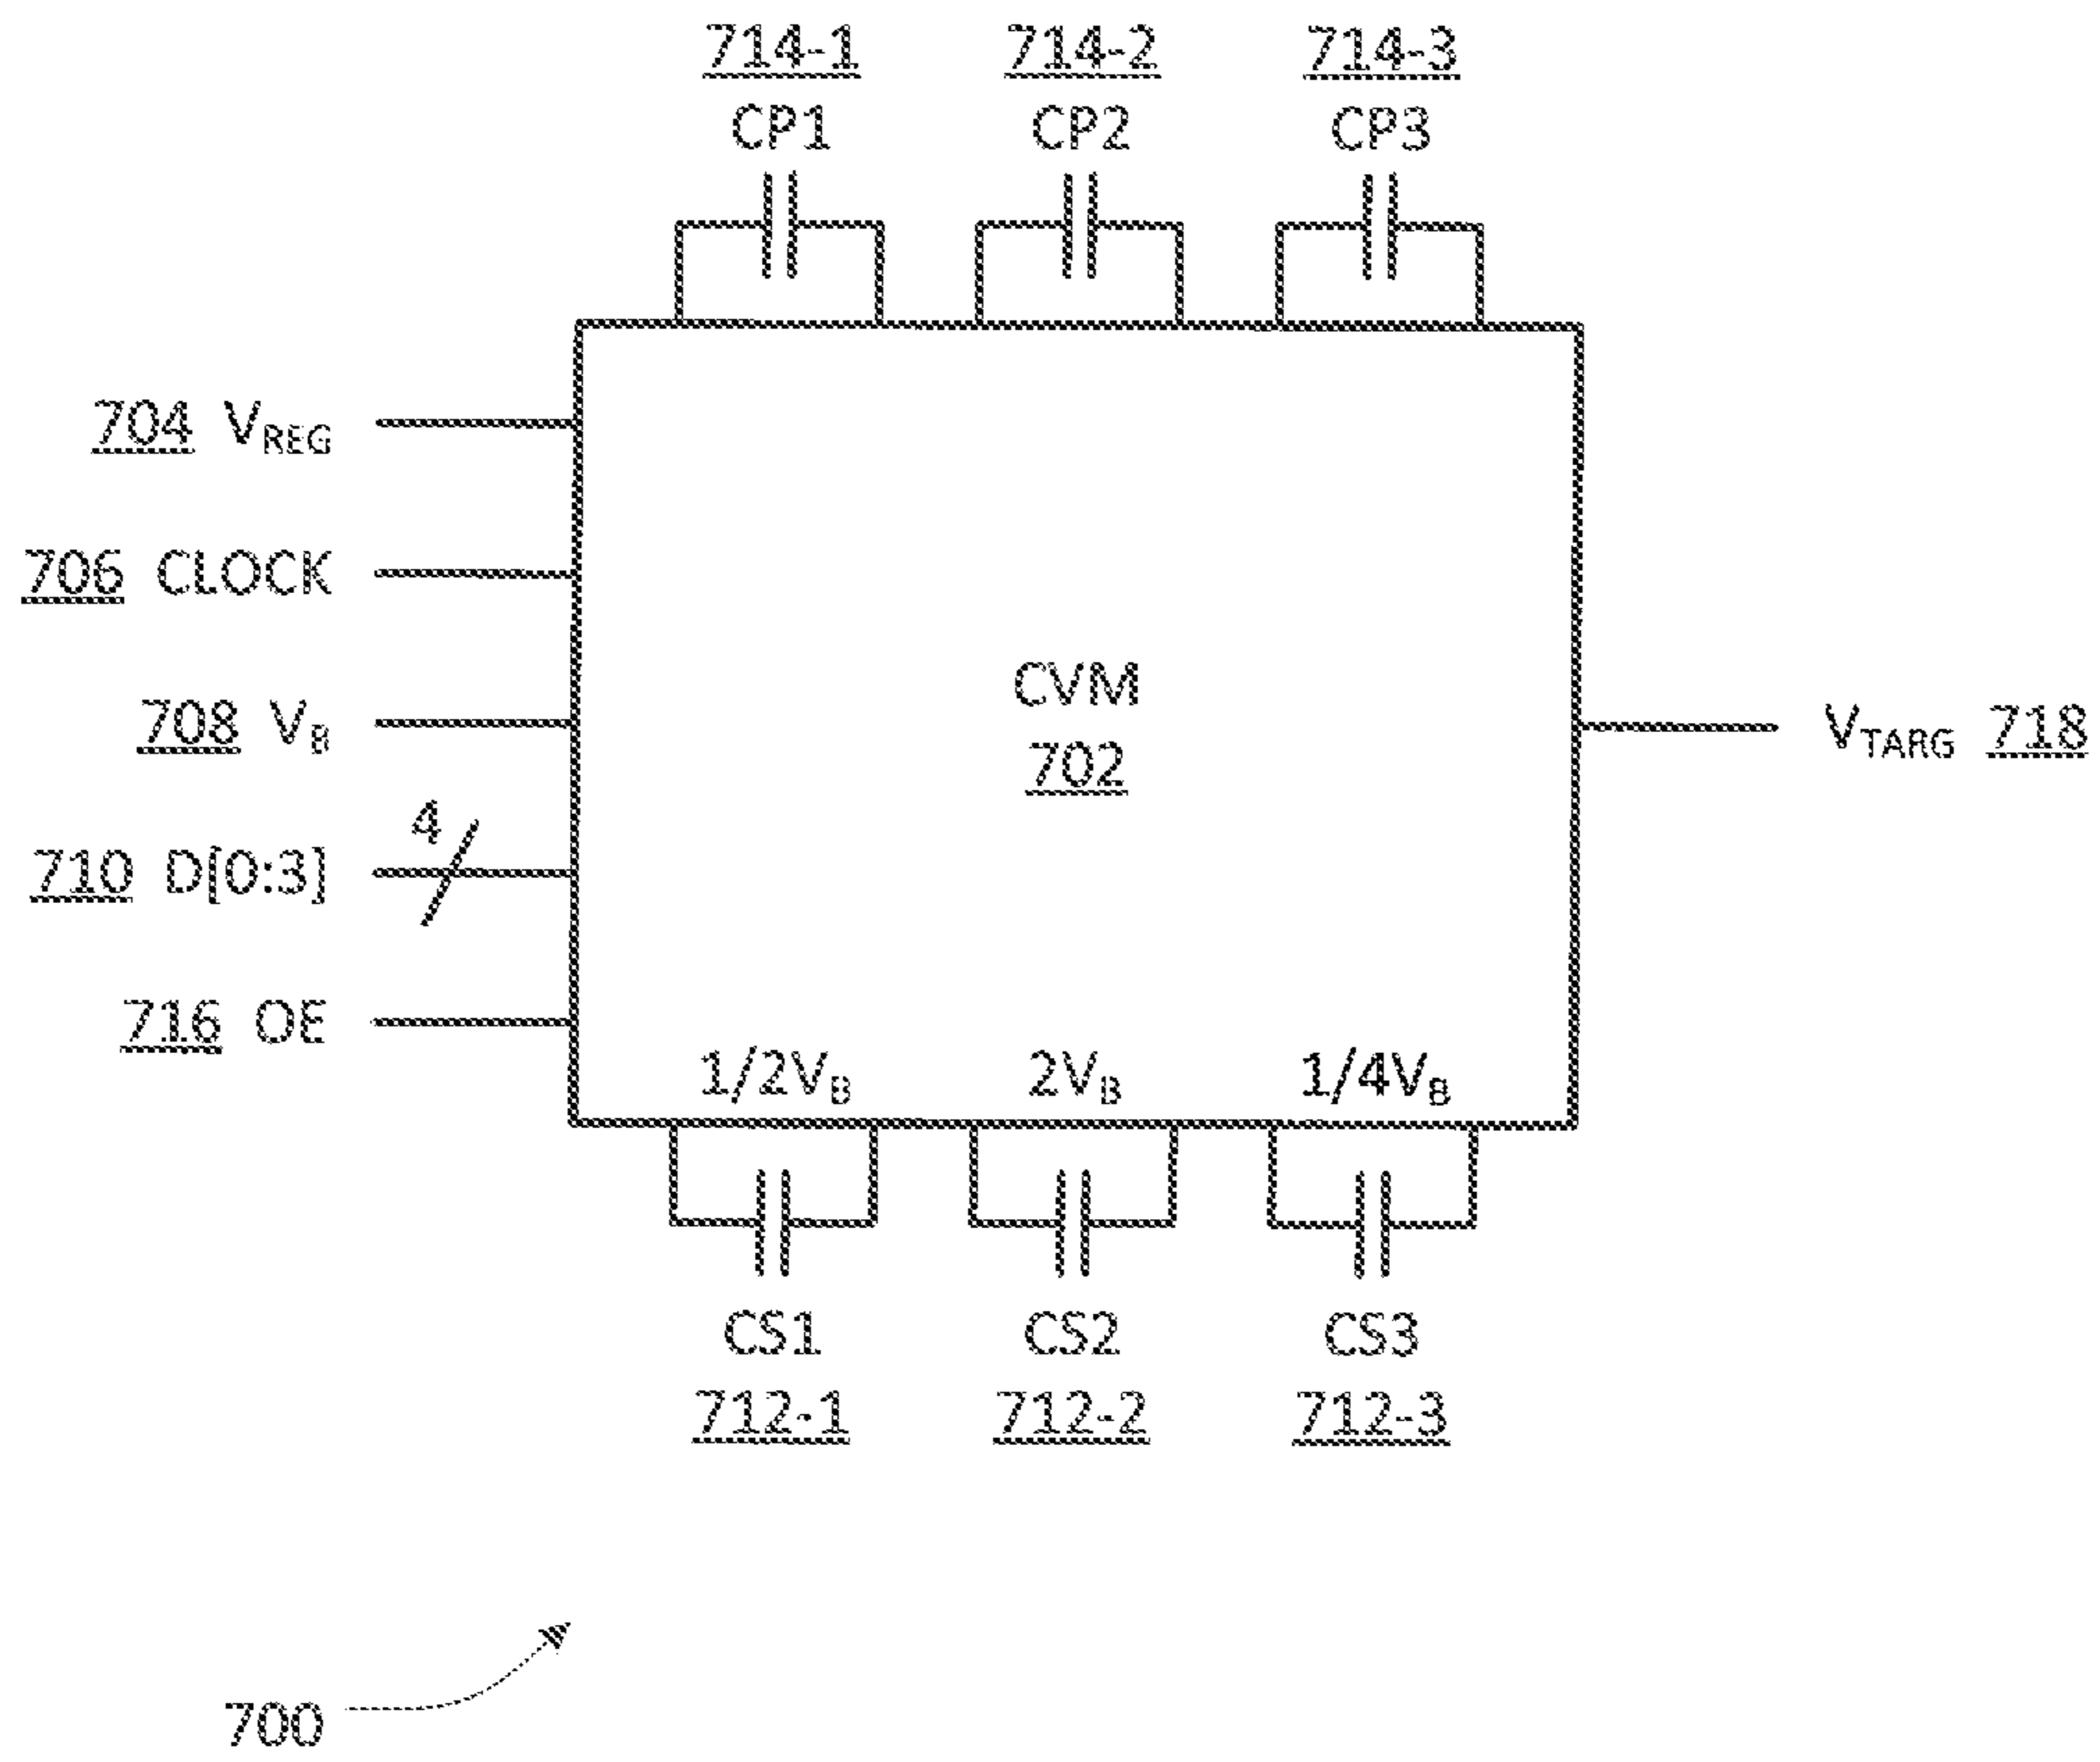 714-1 714-2 714-3
CP1 CP2 CP3
704 VREG
706 CLOCK
708 VB
710 D[0:3]
4
716 OE
CVM
702
VTARG 718
1/2VB 2VB 1/4VB
CS1 CS2 CS3
712-1 712-2 712-3
700